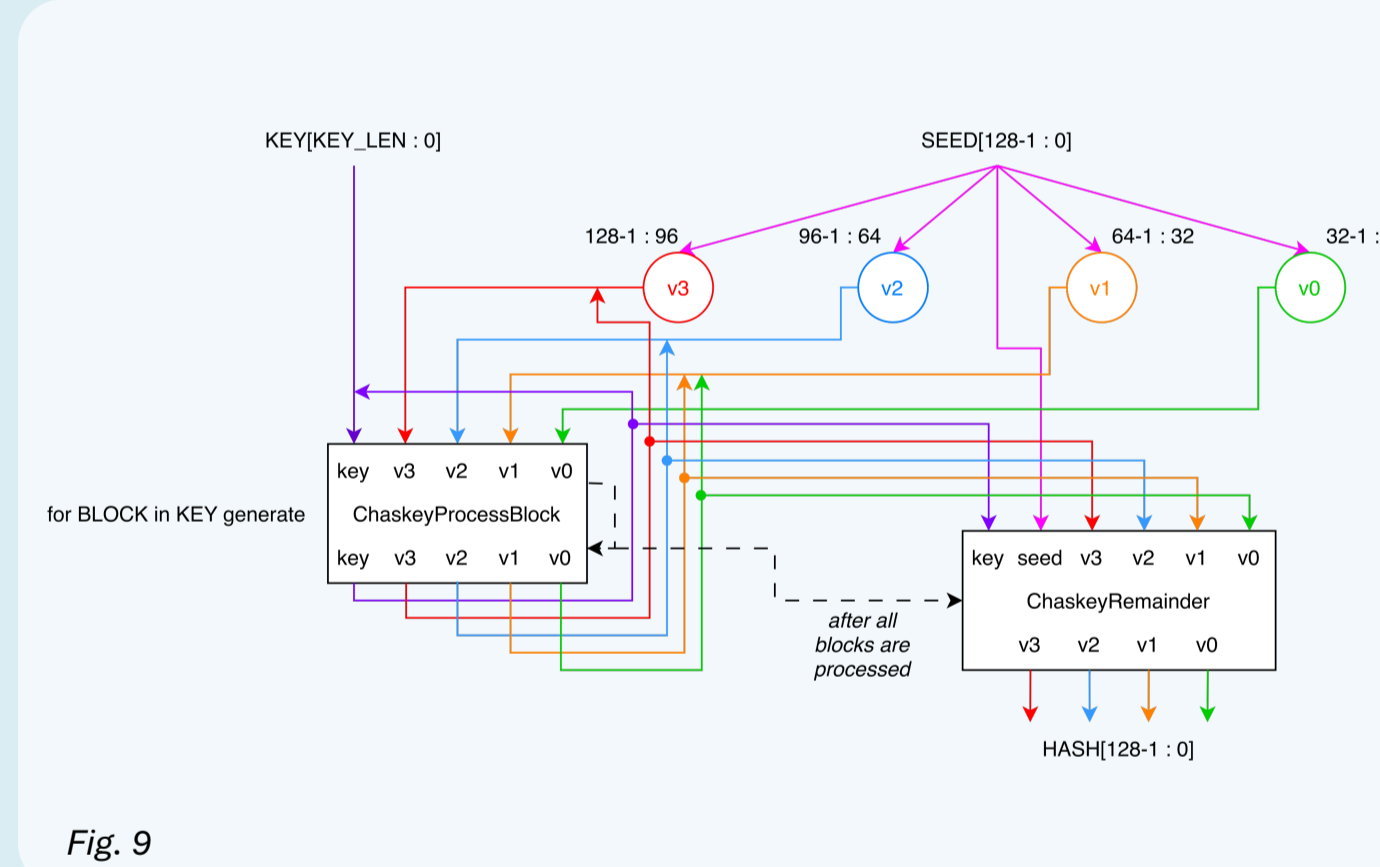 KEY[KEY_LEN : 0]
SEED[128-1 : 0]
128-1 : 96
96-1 : 64
64-1 : 32
32-1 :
v3
v2
v1
v0
key v3 v2 v1 v0
for BLOCK in KEY generate
ChaskeyProcessBlock
key v3 v2 v1 v0
key seed v3 v2 v1 v0
ChaskeyRemainder
v3 v2 v1 v0
after all
blocks are
processed
HASH[128-1 : 0]
Fig. 9